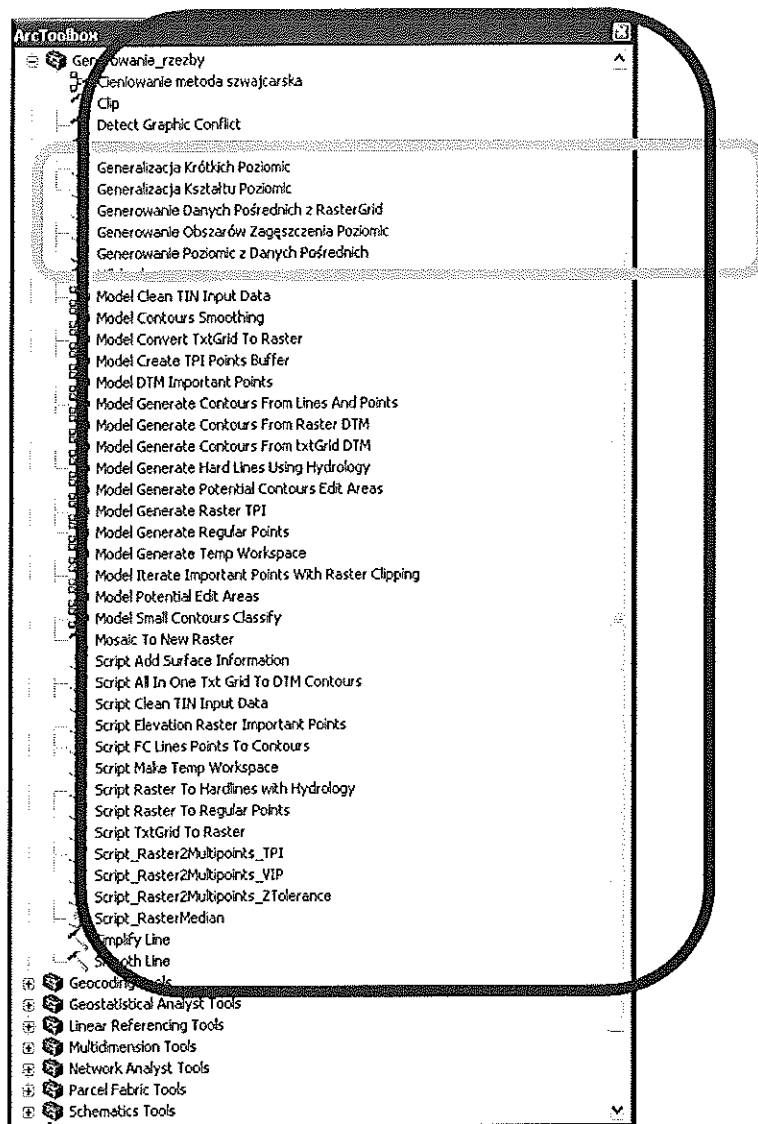 ArcToolbox
Generowania_rzezby
Cieniowanie metoda szwajcarska
Clip
Detect Graphic Conflict
Generalizacja Krótkich Poziomic
Generalizacja Kształtu Poziomic
Generowanie Danych Pośrednich z RasterGrid
Generowanie Obszarów Zagęszczenia Poziomic
Generowanie Poziomic z Danych Pośrednich
Model Clean TIN Input Data
Model Contours Smoothing
Model Convert TxtGrid To Raster
Model Create TPI Points Buffer
Model DTM Important Points
Model Generate Contours From Lines And Points
Model Generate Contours From Raster DTM
Model Generate Contours From txtGrid DTM
Model Generate Hard Lines Using Hydrology
Model Generate Potential Contours Edit Areas
Model Generate Raster TPI
Model Generate Regular Points
Model Generate Temp Workspace
Model Iterate Important Points With Raster Clipping
Model Potential Edit Areas
Model Small Contours Classify
Mosaic To New Raster
Script Add Surface Information
Script All In One Txt Grid To DTM Contours
Script Clean TIN Input Data
Script Elevation Raster Important Points
Script FC Lines Points To Contours
Script Make Temp Workspace
Script Raster To Hardlines with Hydrology
Script Raster To Regular Points
Script TxtGrid To Raster
Script_Raster2Multipoints_TPI
Script_Raster2Multipoints_VIP
Script_Raster2Multipoints_ZTolerance
Script_RasterMedian
Simplify Line
Smooth Line
Geocoding Tools
Geostatistical Analyst Tools
Linear Referencing Tools
Multidimension Tools
Network Analyst Tools
Parcel Fabric Tools
Schematics Tools